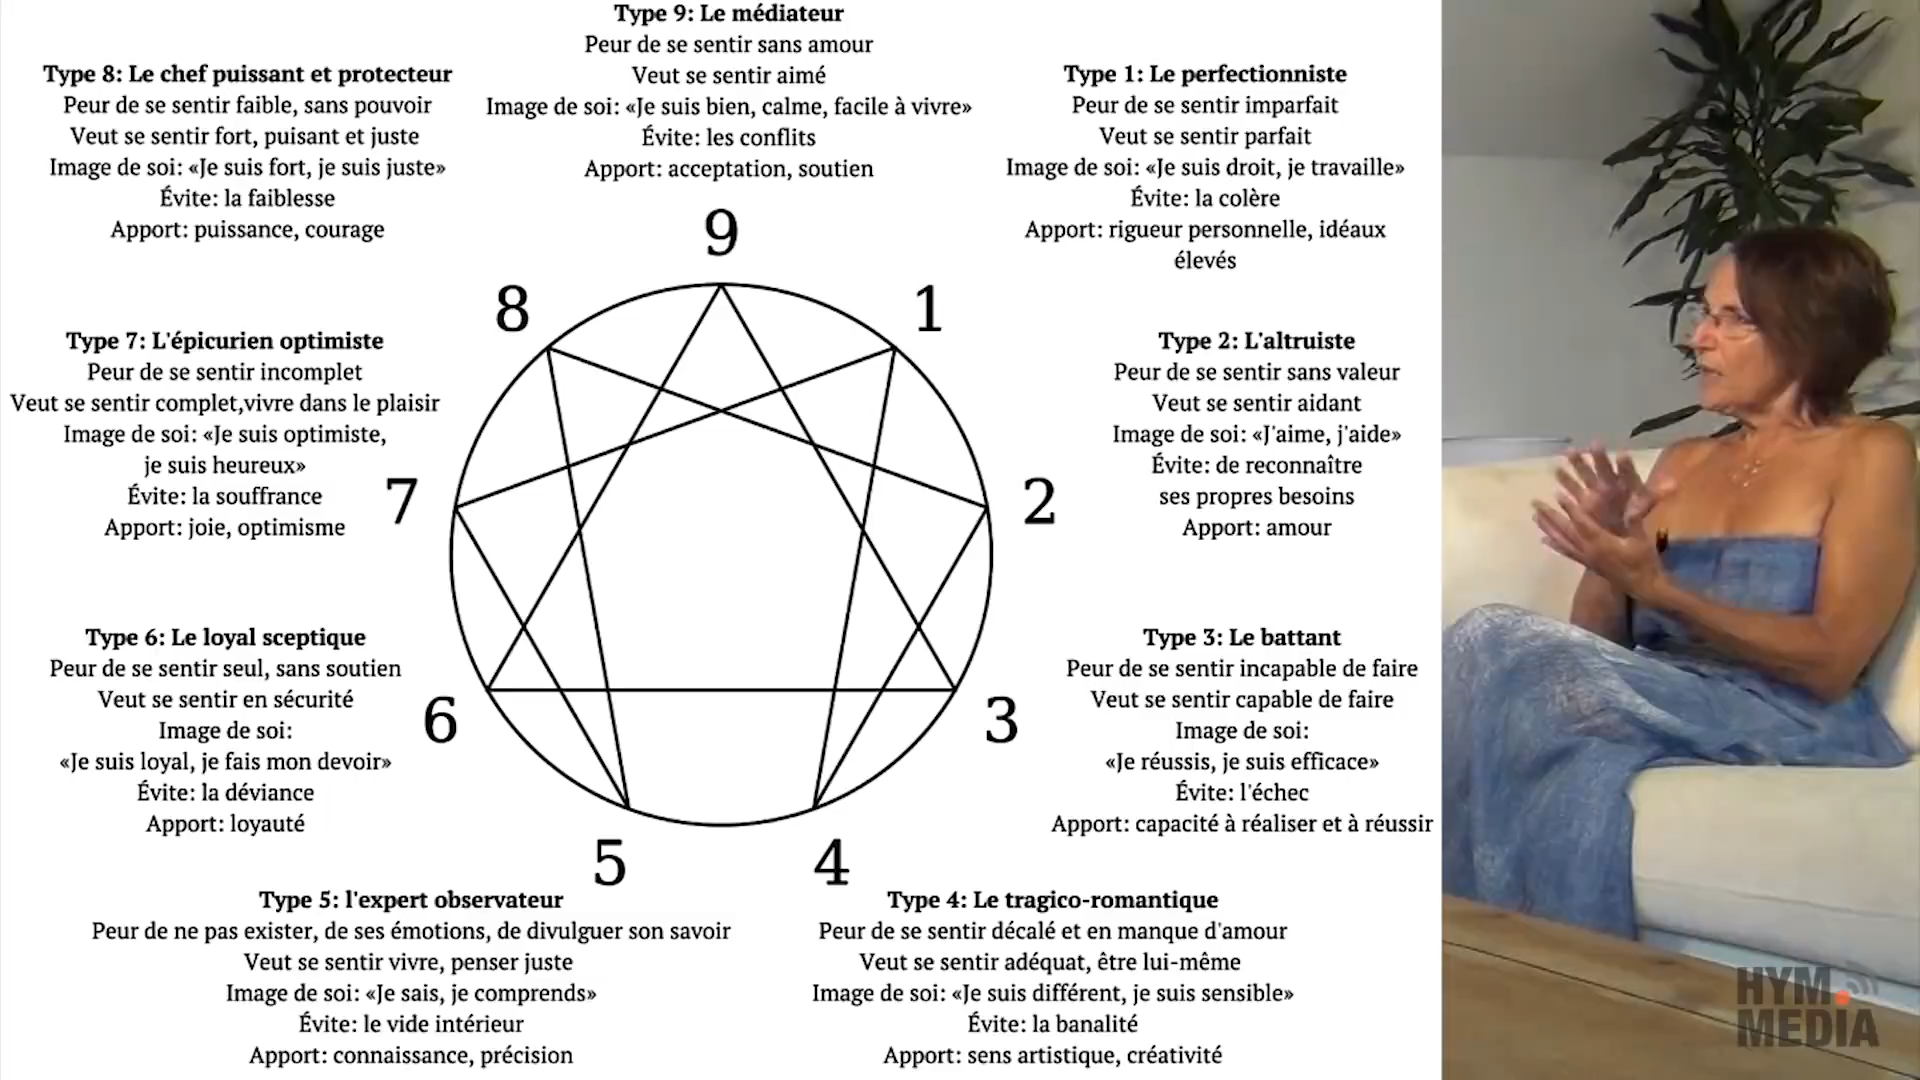 Type 9: Le médiateur
Peur de se sentir sans amour
Veut se sentir aimé
Image de soi: «Je suis bien, calme, facile à vivre»
Évite: les conflits
Apport: acceptation, soutien
Type 8: Le chef puissant et protecteur
Peur de se sentir faible, sans pouvoir
Veut se sentir fort, puisant et juste
Image de soi: «Je suis fort, je suis juste»
Évite: la faiblesse
Apport: puissance, courage
Type 1: Le perfectionniste
Peur de se sentir imparfait
Veut se sentir parfait
Image de soi: «Je suis droit, je travaille»
Évite: la colère
Apport: rigueur personnelle, idéaux
élevés
9
8
1
Type 7: L'épicurien optimiste
Peur de se sentir incomplet
Veut se sentir complet,vivre dans le plaisir
Image de soi: «Je suis optimiste,
je suis heureux»
Évite: la souffrance
Apport: joie, optimisme
7
2
Type 2: L'altruiste
Peur de se sentir sans valeur
Veut se sentir aidant
Image de soi: «J'aime, j'aide»
Évite: de reconnaître
ses propres besoins
Apport: amour
Type 6: Le loyal sceptique
Peur de se sentir seul, sans soutien
Veut se sentir en sécurité
Image de soi:
«Je suis loyal, je fais mon devoir»
Évite: la déviance
Apport: loyauté
6
3
Type 3: Le battant
Peur de se sentir incapable de faire
Veut se sentir capable de faire
Image de soi:
«Je réussis, je suis efficace»
Évite: l'échec
Apport: capacité à réaliser et à réussir
5
4
Type 5: l'expert observateur
Peur de ne pas exister, de ses émotions, de divulguer son savoir
Veut se sentir vivre, penser juste
Image de soi: «Je sais, je comprends»
Évite: le vide intérieur
Apport: connaissance, précision
Type 4: Le tragico-romantique
Peur de se sentir décalé et en manque d'amour
Veut se sentir adéquat, être lui-même
Image de soi: «Je suis différent, je suis sensible»
Évite: la banalité
Apport: sens artistique, créativité
HYM.
MEDIA